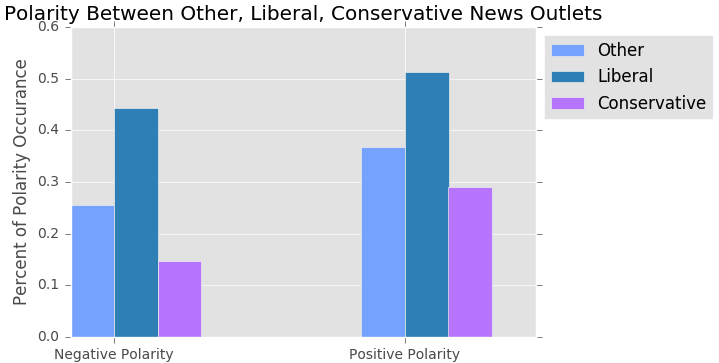 Polarity Between Other, Liberal, Conservative News Outlets
Percent of Polarity Occurance
0.6
0.5
0.4
0.3
0.2
0.1
0.0
Negative Polarity
Positive Polarity
Other
Liberal
Conservative